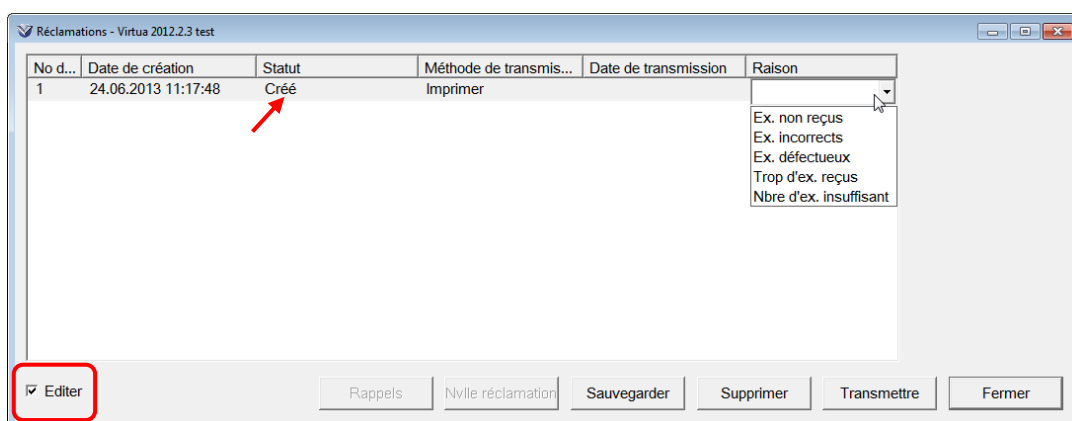 Réclamations - Virtua 2012.2.3 test
No d... Date de création Statut Méthode de transmis... Date de transmission Raison
1 24.06.2013 11:17:48 Créé Imprimer
Ex. non reçus
Ex. incorrects
Ex. défectueux
Trop d'ex. reçus
Nbre d'ex. insuffisant
Editer Rappels Nvlle réclamation Sauvegarder Supprimer Transmettre Fermer